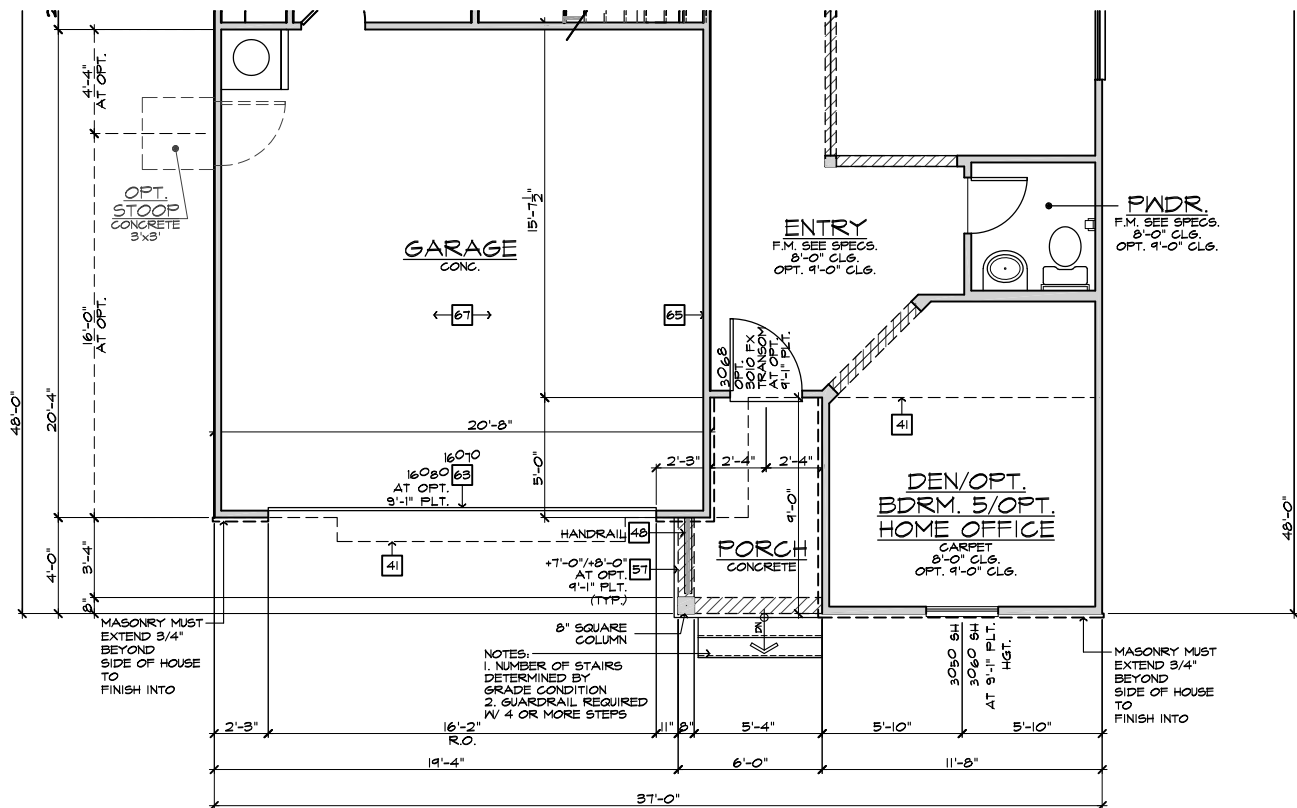 4'-4"
AT OPT.
OPT.
STOOP
CONCRETE
3'x3'
16'-0"
AT OPT.
48'-0"
20'-4"
GARAGE
CONC.
67
65
15'-7 1/2"
20'-8"
5'-0"
16070
16080
63
AT OPT.
9'-1" PLT.
ENTRY
F.M. SEE SPECS.
8'-0" CLG.
OPT. 9'-0" CLG.
PWDR.
F.M. SEE SPECS.
8'-0" CLG.
OPT. 9'-0" CLG.
3068
OPT.
3010 FX
TRANSOM
AT OPT.
9'-1" PLT.
41
2'-3"
2'-4"
2'-4"
9'-0"
DEN/OPT.
BDRM. 5/OPT.
HOME OFFICE
CARPET
8'-0" CLG.
OPT. 9'-0" CLG.
48'-0"
4'-0"
3'-4"
8"
41
HANDRAIL
48
+7'-0"/+8'-0"
57
AT OPT.
9'-1" PLT.
(TYP.)
PORCH
CONCRETE
MASONRY MUST
EXTEND 3/4"
BEYOND
SIDE OF HOUSE
TO
FINISH INTO
8" SQUARE
COLUMN
DN
NOTES:
1. NUMBER OF STAIRS
DETERMINED BY
GRADE CONDITION
2. GUARDRAIL REQUIRED
W/ 4 OR MORE STEPS
3050 SH
3060 SH
AT 9'-1" PLT.
HGT.
MASONRY MUST
EXTEND 3/4"
BEYOND
SIDE OF HOUSE
TO
FINISH INTO
2'-3"
16'-2"
R.O.
11"
8"
5'-4"
5'-10"
5'-10"
19'-4"
6'-0"
11'-8"
37'-0"